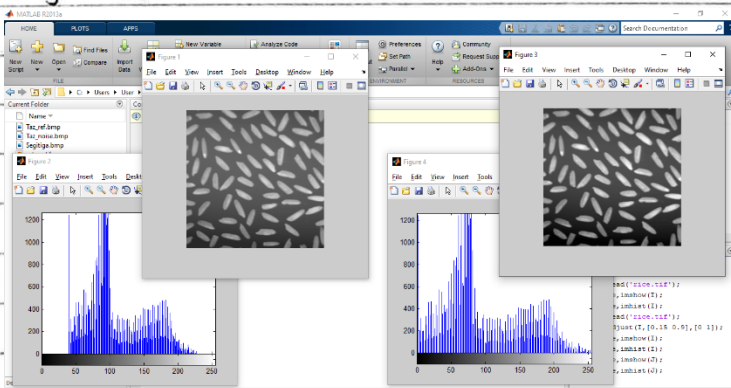 MATLAB R2013a
HOME PLOTS APPS
Search Documentation
New Script
New
Open
Find Files
Compare
Import Data
New Variable
Analyze Code
Preferences
Set Path
Parallel
Help
Community
Request Supp
Add-Ons
FILE
ENVIRONMENT
RESOURCES
C: Users User
Current Folder
Name
Taz_ref.bmp
Taz_noise.bmp
Segitiga.bmp
Figure 1
File Edit View Insert Tools Desktop Window Help
Figure 3
File Edit View Insert Tools Desktop Window Help
Figure 2
File Edit View Insert Tools Deskt
1200
1000
800
600
400
200
0
0 50 100 150 200 250
Figure 4
File Edit View Insert Tools
1200
1000
800
600
400
200
0
0 50 100 150 200 250
ead('rice.tif');
,imshow(I);
,imhist(I);
ead('rice.tif');
djust(I,[0.15 0.9],[0 1]);
,imshow(I);
,imhist(I);
,imshow(J);
,imhist(J);